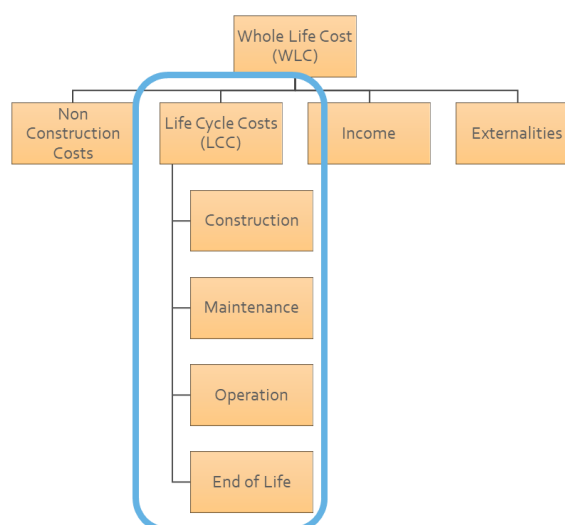 Whole Life Cost
(WLC)
Non
Construction
Costs
Life Cycle Costs
(LCC)
Income
Externalities
Construction
Maintenance
Operation
End of Life